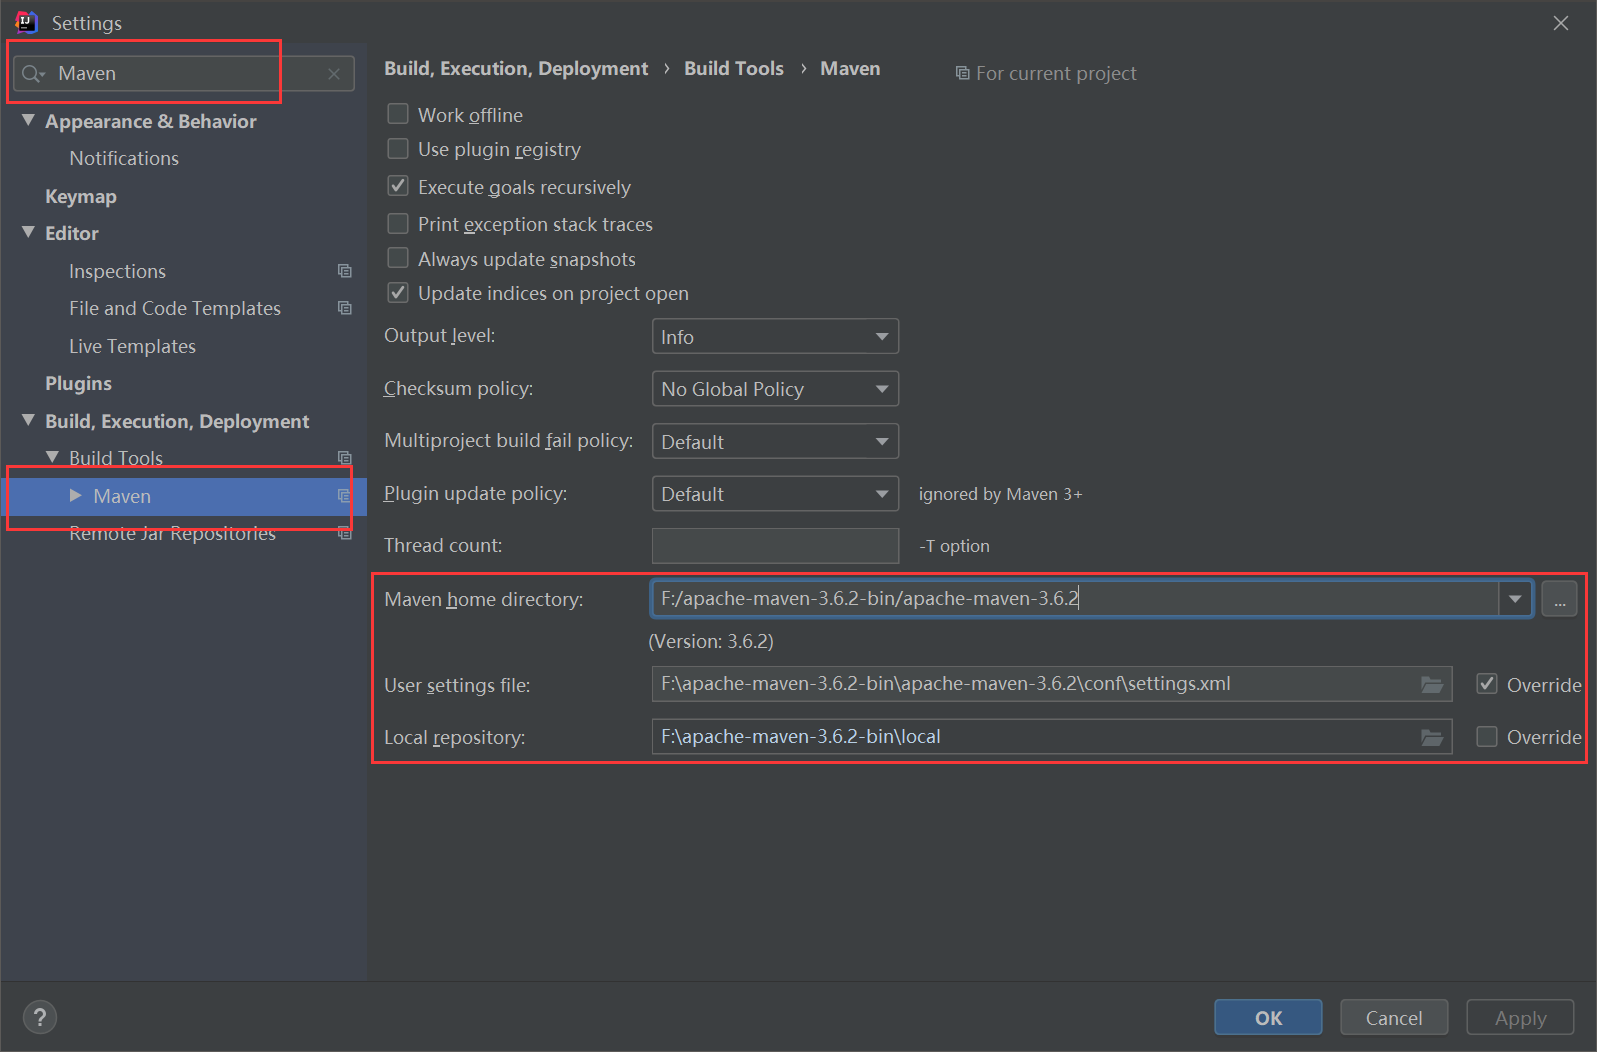 Settings
Maven
Appearance & Behavior
Notifications
Keymap
Editor
Inspections
File and Code Templates
Live Templates
Plugins
Build, Execution, Deployment
Build Tools
Maven
Remote Jar Repositories
Build, Execution, Deployment › Build Tools › Maven
For current project
Work offline
Use plugin registry
Execute goals recursively
Print exception stack traces
Always update snapshots
Update indices on project open
Output level: Info
Checksum policy: No Global Policy
Multiproject build fail policy: Default
Plugin update policy: Default ignored by Maven 3+
Thread count: -T option
Maven home directory: F:/apache-maven-3.6.2-bin/apache-maven-3.6.2 ...
(Version: 3.6.2)
User settings file: F:\apache-maven-3.6.2-bin\apache-maven-3.6.2\conf\settings.xml Override
Local repository: F:\apache-maven-3.6.2-bin\local Override
? OK Cancel Apply